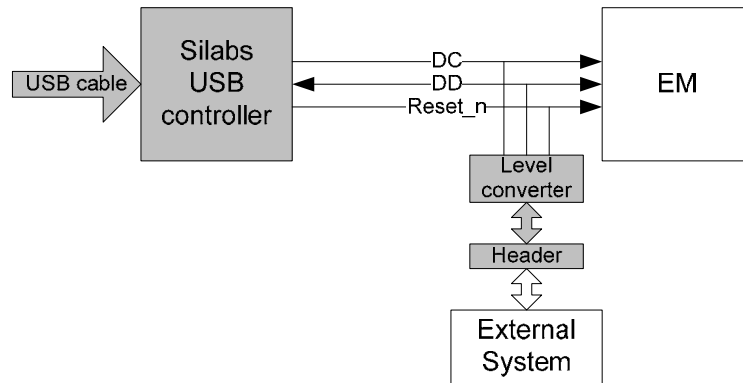 Silabs
USB
controller
USB cable
DC
DD
Reset_n
EM
Level
converter
Header
External
System